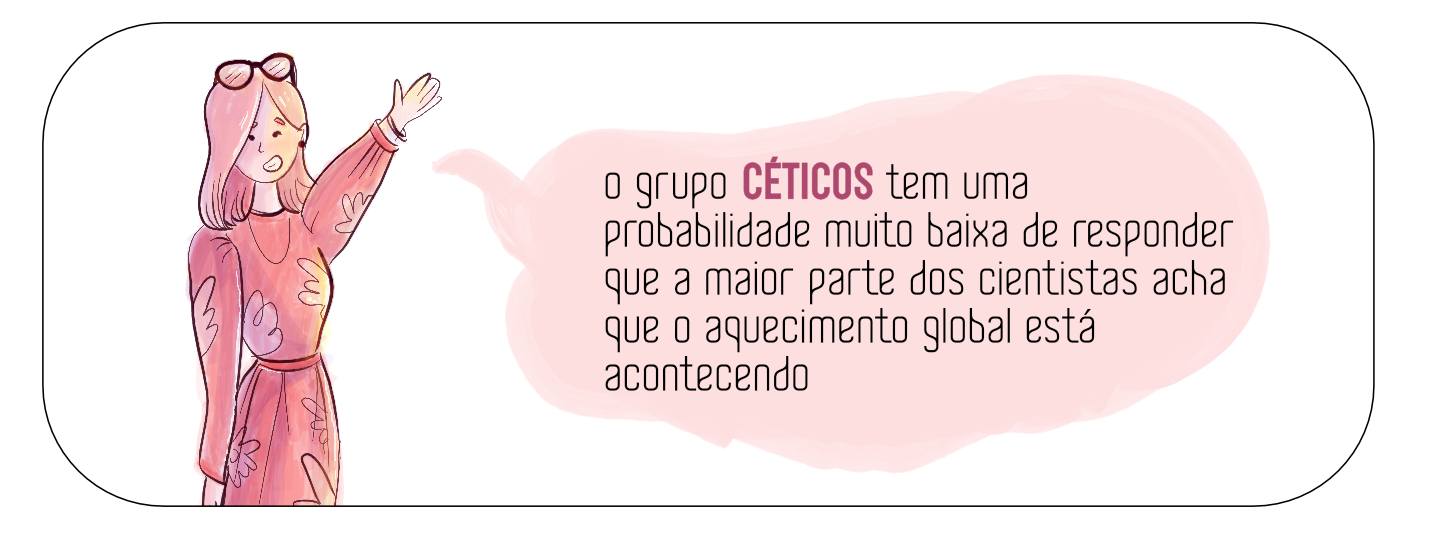 o grupo CÉTICOS tem uma
probabilidade muito baixa de responder
que a maior parte dos cientistas acha
que o aquecimento global está
acontecendo